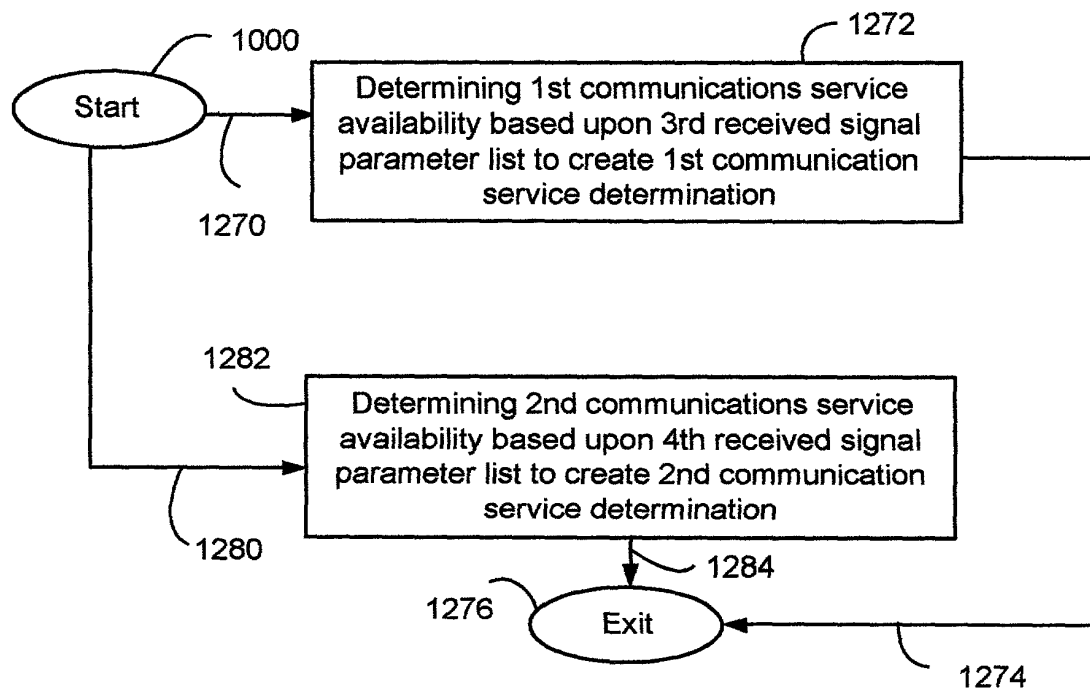 1000
1272
Start
Determining 1st communications service
availability based upon 3rd received signal
parameter list to create 1st communication
service determination
1270
1282
Determining 2nd communications service
availability based upon 4th received signal
parameter list to create 2nd communication
service determination
1280
1284
1276
Exit
1274